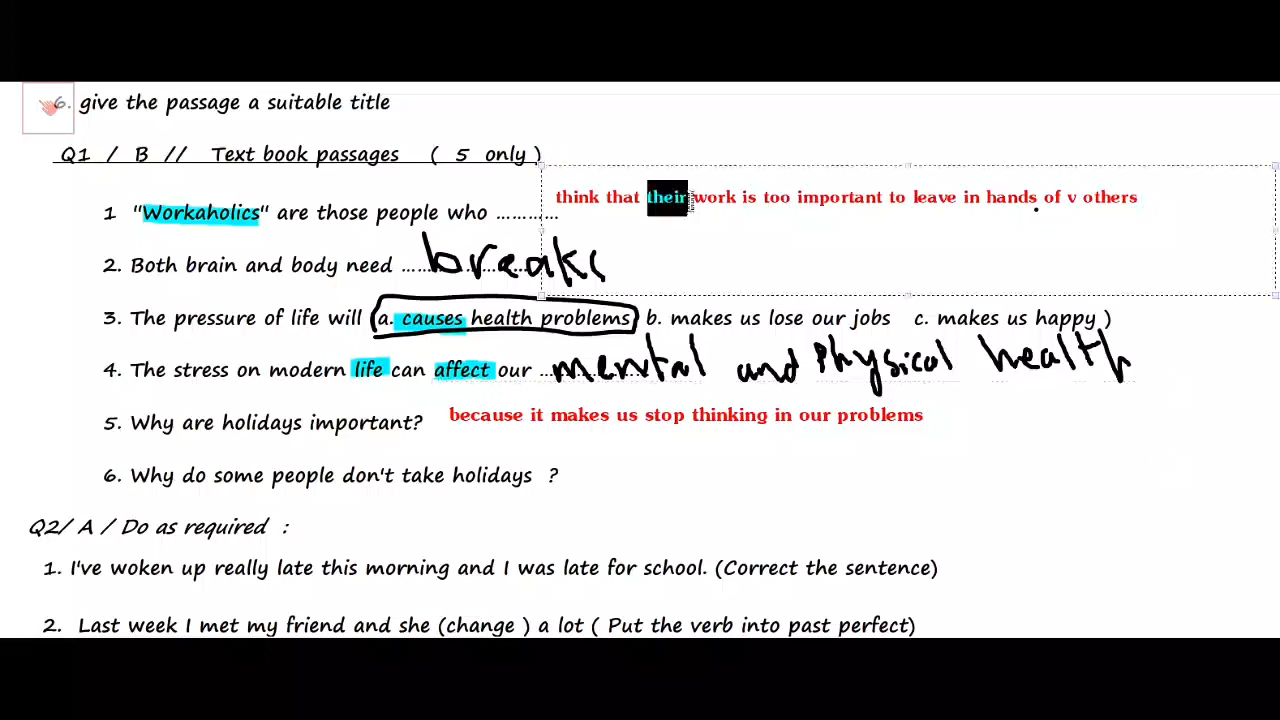 6. give the passage a suitable title
Q1 / B // Text book passages ( 5 only )
think that their work is too important to leave in hands of v others
1 "Workaholics" are those people who ............
2. Both brain and body need ...... breaks
3. The pressure of life will (a. causes health problems b. makes us lose our jobs c. makes us happy )
4. The stress on modern life can affect our ... mental and physical health
5. Why are holidays important? because it makes us stop thinking in our problems
6. Why do some people don't take holidays ?
Q2/ A / Do as required :
1. I've woken up really late this morning and I was late for school. (Correct the sentence)
2. Last week I met my friend and she (change ) a lot ( Put the verb into past perfect)